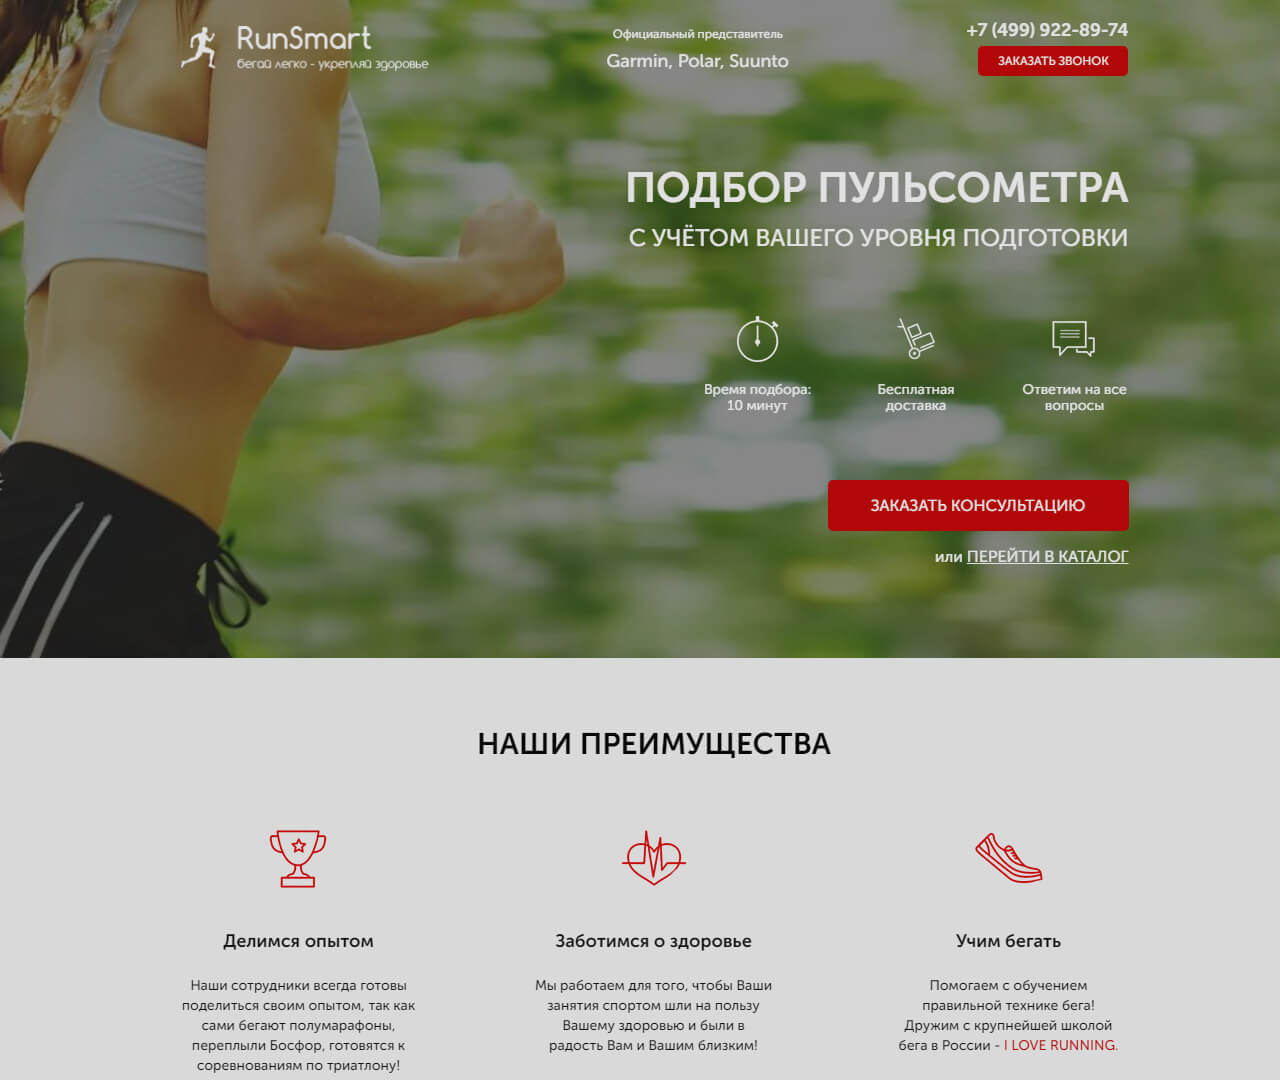 RunSmart
бегай легко - укрепляй здоровье
Официальный представитель
Garmin, Polar, Suunto
+7 (499) 922-89-74
ЗАКАЗАТЬ ЗВОНОК
ПОДБОР ПУЛЬСОМЕТРА
С УЧЁТОМ ВАШЕГО УРОВНЯ ПОДГОТОВКИ
Время подбора:
10 минут
Бесплатная
доставка
Ответим на все
вопросы
ЗАКАЗАТЬ КОНСУЛЬТАЦИЮ
или ПЕРЕЙТИ В КАТАЛОГ
НАШИ ПРЕИМУЩЕСТВА
Делимся опытом
Наши сотрудники всегда готовы
поделиться своим опытом, так как
сами бегают полумарафоны,
переплыли Босфор, готовятся к
соревнованиям по триатлону!
Заботимся о здоровье
Мы работаем для того, чтобы Ваши
занятия спортом шли на пользу
Вашему здоровью и были в
радость Вам и Вашим близким!
Учим бегать
Помогаем с обучением
правильной технике бега!
Дружим с крупнейшей школой
бега в России - I LOVE RUNNING.